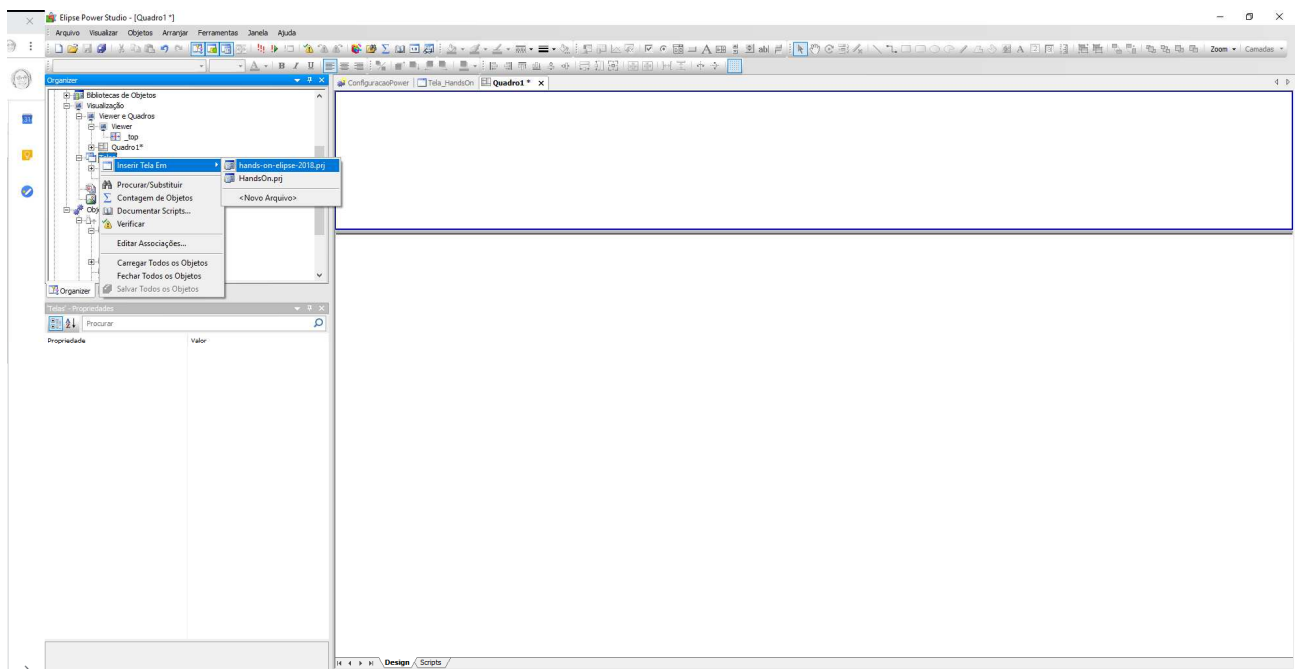 Elipse Power Studio - [Quadro1 *]
Arquivo Visualizar Objetos Arranjar Ferramentas Janela Ajuda
Zoom Camadas
A B I U
Organizer
ConfiguracaoPower Tela_HandsOn Quadro1 *
Bibliotecas de Objetos
Visualização
Viewer e Quadros
Viewer
_top
Quadro1*
Telas
Inserir Tela Em
hands-on-elipse-2018.prj
HandsOn.prj
<Novo Arquivo>
Procurar/Substituir
Contagem de Objetos
Documentar Scripts...
Verificar
Editar Associações...
Carregar Todos os Objetos
Fechar Todos os Objetos
Salvar Todos os Objetos
Obj
Organizer
'Telas' - Propriedades
Procurar
Propriedade Valor
Design Scripts